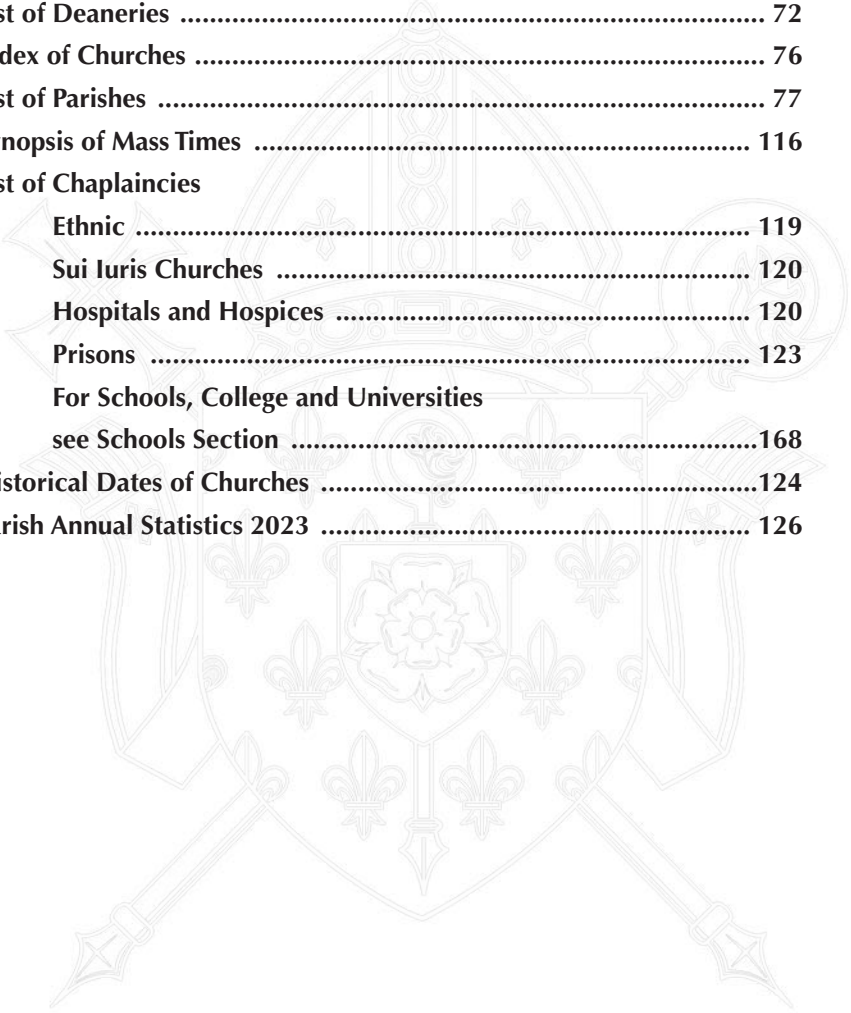 st of Deaneries ........................................................................................ 72
dex of Churches ...................................................................................... 76
st of Parishes ............................................................................................ 77
nopsis of Mass Times ............................................................................ 116
st of Chaplaincies
Ethnic ............................................................................................. 119
Sui Iuris Churches ........................................................................ 120
Hospitals and Hospices ............................................................... 120
Prisons ........................................................................................... 123
For Schools, College and Universities
see Schools Section .......................................................................168
istorical Dates of Churches ..................................................................124
rish Annual Statistics 2023 ................................................................. 126